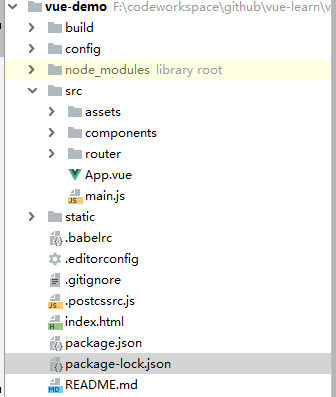 vue-demo F:\codeworkspace\github\vue-learn\v
build
config
node_modules library root
src
assets
components
router
App.vue
main.js
static
.babelrc
.editorconfig
.gitignore
.postcssrc.js
index.html
package.json
package-lock.json
README.md